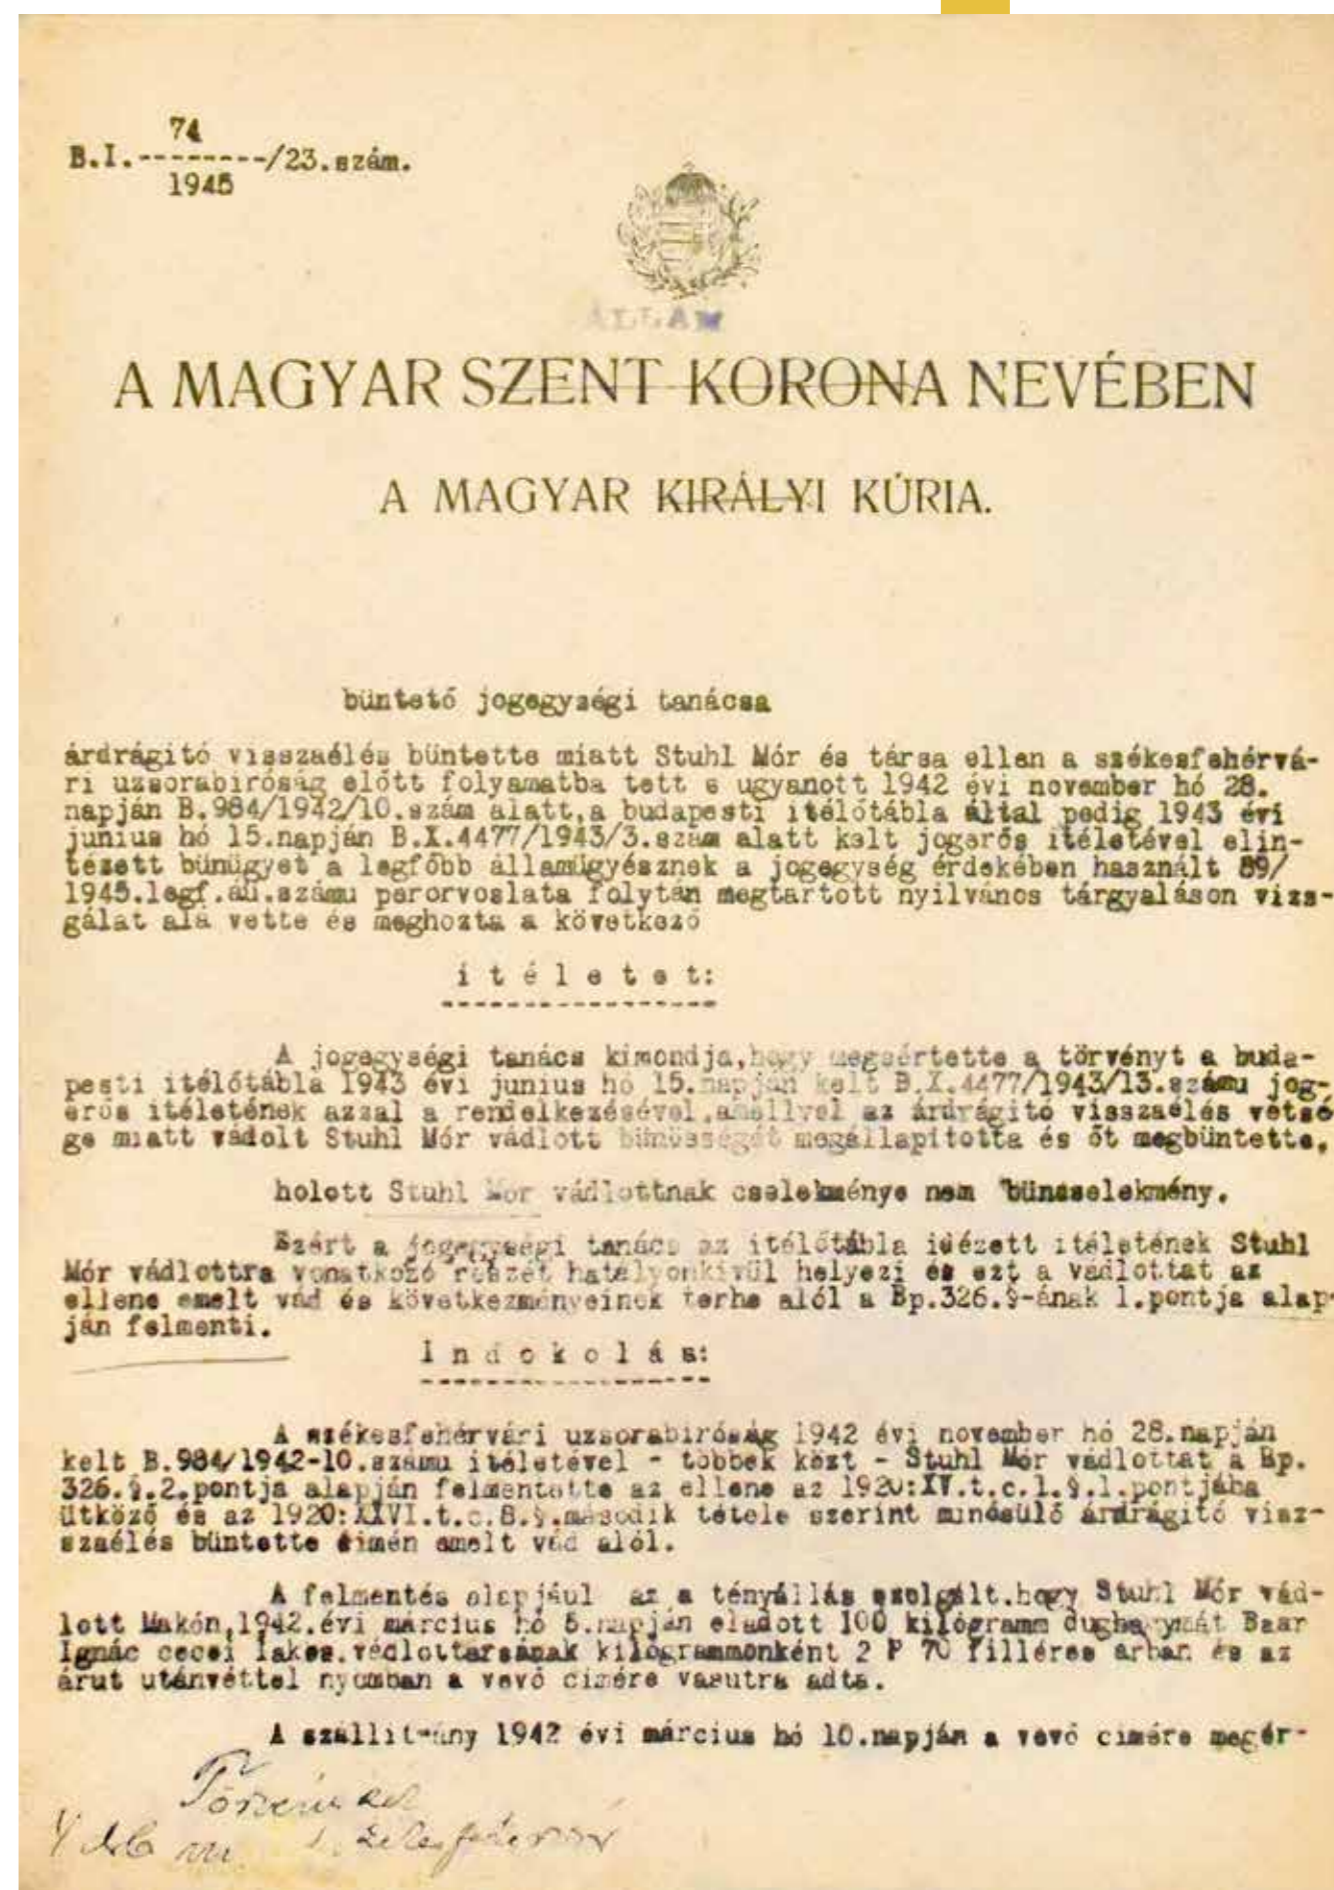 74
B.I.---------/23.szám.
1945
ÁLLAM
A MAGYAR SZENT KORONA NEVÉBEN
A MAGYAR KIRÁLYI KÚRIA.
büntető jogegységi tanácsa
árdrágitó visszaélés büntette miatt Stuhl Mór és társa ellen a székesfehérvá-
ri uzsorabiróság előtt folyamatba tett s ugyanott 1942 évi november hó 28.
napján B.984/1942/10.szám alatt,a budapesti itélőtábla által pedig 1943 évi
junius hó 15.napján B.X.4477/1943/3.szám alatt kelt jogerős itéletével elin-
tézett bünügyet a legfőbb államügyésznek a jogegység érdekében használt 89/
1945.legf.áü.számu perorvoslata folytán megtartott nyilvános tárgyaláson vizs-
gálat alá vette és meghozta a következő
i t é l e t e t:
-----------------
A jogegységi tanács kimondja,hogy megsértette a törvényt a buda-
pesti itélőtábla 1943 évi junius hó 15.napján kelt B.X.4477/1943/13.számu jog-
erős itéletének azzal a rendelkezésével,amellyel az árdrágitó visszaélés vétsé
ge miatt vádolt Stuhl Mór vádlott bünösségét megállapitotta és őt megbüntette,
holott Stuhl Mór vádlottnak cselekménye nem büncselekmény.
Ezért a jogegységi tanács az itélőtábla idézett itéletének Stuhl
Mór vádlottra vonatkozó részét hatályonkivül helyezi és ezt a vádlottat az
ellene emelt vád és következményeinek terhe alól a Bp.326.§-ának 1.pontja alap-
ján felmenti.
I n d o k o l á s:
------------------
A székesfehérvári uzsorabiróság 1942 évi november hó 28.napján
kelt B.984/1942-10.számu itéletével - többek közt - Stuhl Mór vádlottat a Bp.
326.§.2.pontja alapján felmentette az ellene az 1920:XV.t.c.1.§.1.pontjába
ütköző és az 1920:XXVI.t.c.8.§.második tétele szerint minősülő árdrágitó visz-
szaélés büntette cimén emelt vád alól.
A felmentés alapjául az a tényállás szolgált.hogy Stuhl Mór vád-
lott Makón,1942.évi március hó 5.napján eladott 100 kilógramm dughagymát Baar
Ignác cecei lakos.vádlottársának kilógrammonként 2 P 70 filléres árban és az
árut utánvéttel nyomban a vevő cimére vasutra adta.
A szállitmány 1942 évi március hó 10.napján a vevő cimére megér-